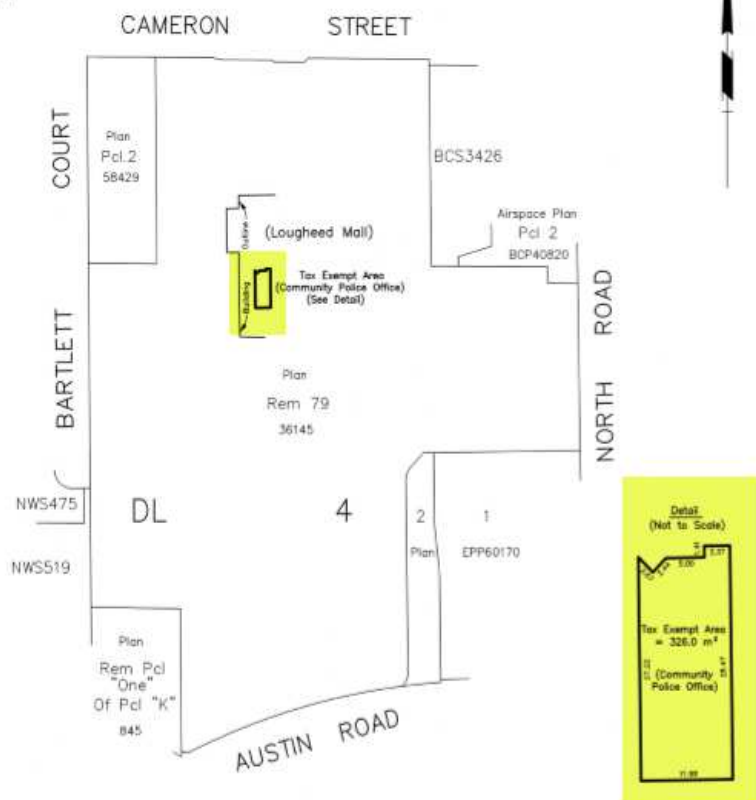 CAMERON STREET
COURT
Plan
Pcl.2
58429
BCS3426
Airspace Plan
Pcl 2
BCP40820
Outline
(Lougheed Mall)
Building
Tax Exempt Area
(Community Police Office)
(See Detail)
ROAD
BARTLETT
Plan
Rem 79
36145
NORTH
NWS475
DL 4
2
Plan
1
EPP60170
NWS519
Plan
Rem Pcl
"One"
Of Pcl "K"
845
AUSTIN ROAD
Detail
(Not to Scale)
5.00
Tax Exempt Area
= 326.0 m²
(Community
Police Office)